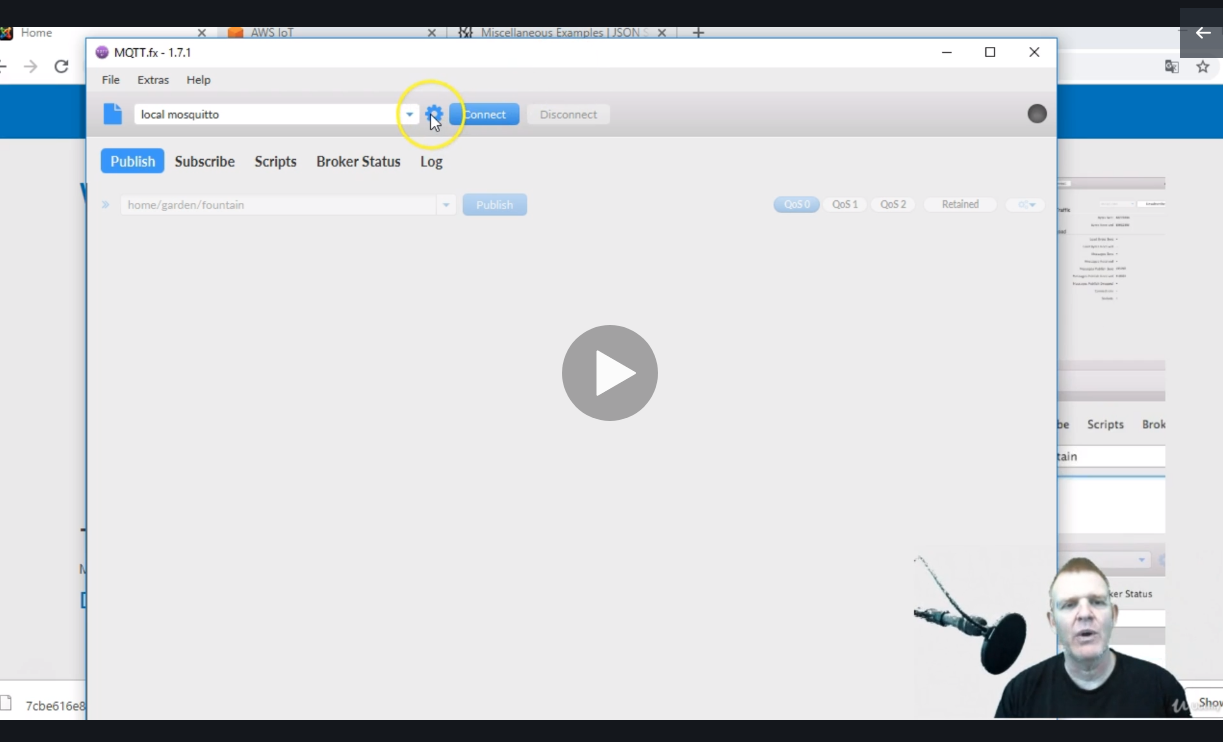 Home
AWS IoT
Miscellaneous Examples | JSON S
MQTT.fx - 1.7.1
File Extras Help
local mosquitto
Connect
Disconnect
Publish Subscribe Scripts Broker Status Log
home/garden/fountain
Publish
QoS 0 QoS 1 QoS 2 Retained
be Scripts Brok
tain
ker Status
7cbe616e8
Show